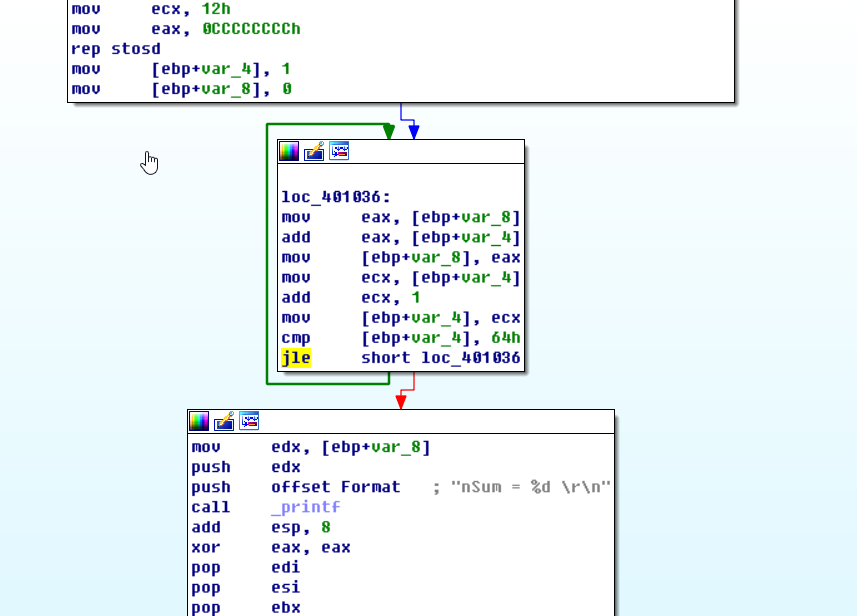 mov ecx, 12h
mov eax, 0CCCCCCCCh
rep stosd
mov [ebp+var_4], 1
mov [ebp+var_8], 0
loc_401036:
mov eax, [ebp+var_8]
add eax, [ebp+var_4]
mov [ebp+var_8], eax
mov ecx, [ebp+var_4]
add ecx, 1
mov [ebp+var_4], ecx
cmp [ebp+var_4], 64h
jle short loc_401036
mov edx, [ebp+var_8]
push edx
push offset Format ; "nSum = %d \r\n"
call _printf
add esp, 8
xor eax, eax
pop edi
pop esi
pop ebx